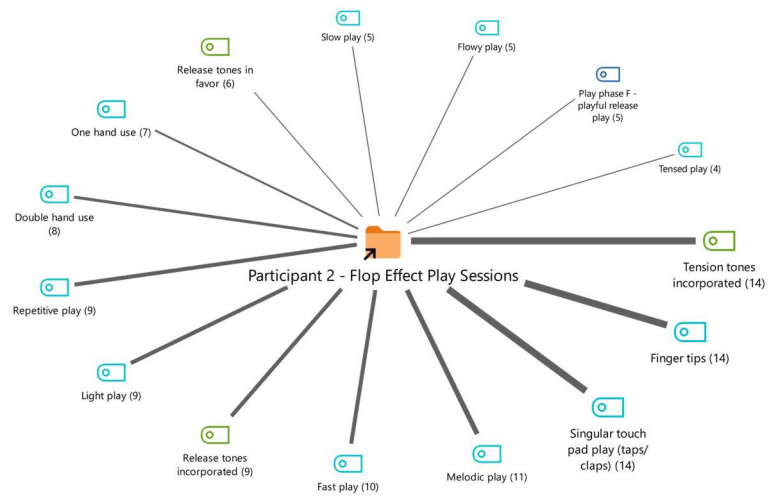 Slow play (5)
Flowy play (5)
Release tones in
favor (6)
Play phase F -
playful release
play (5)
One hand use (7)
Tensed play (4)
Double hand use
(8)
Participant 2 - Flop Effect Play Sessions
Tension tones
incorporated (14)
Repetitive play (9)
Finger tips (14)
Light play (9)
Singular touch
pad play (taps/
claps) (14)
Release tones
incorporated (9)
Fast play (10)
Melodic play (11)